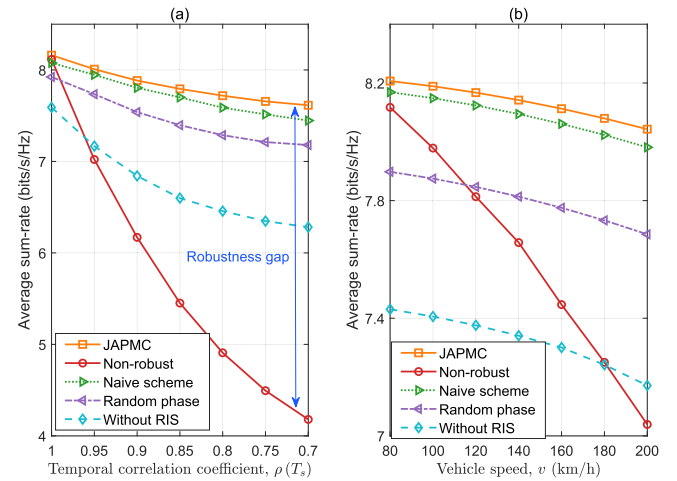 (a)
Average sum-rate (bits/s/Hz)
8
7
6
5
4
Robustness gap
JAPMC
Non-robust
Naive scheme
Random phase
Without RIS
1 0.95 0.9 0.85 0.8 0.75 0.7
Temporal correlation coefficient, ρ (Tₛ)
(b)
Average sum-rate (bits/s/Hz)
8.2
7.8
7.4
7
JAPMC
Non-robust
Naive scheme
Random phase
Without RIS
80 100 120 140 160 180 200
Vehicle speed, v (km/h)